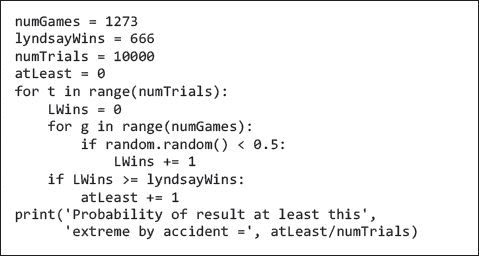 numGames = 1273
lyndsayWins = 666
numTrials = 10000
atLeast = 0
for t in range(numTrials):
    LWins = 0
    for g in range(numGames):
        if random.random() < 0.5:
            LWins += 1
    if LWins >= lyndsayWins:
        atLeast += 1
print('Probability of result at least this',
      'extreme by accident =', atLeast/numTrials)